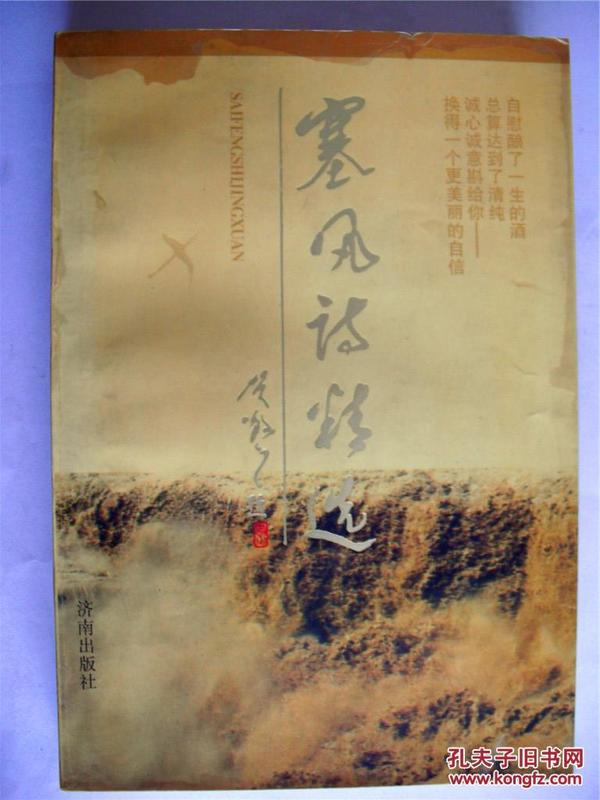 自慰酿了一生的酒
总算达到了清纯
诚心诚意斟给你——
换得一个更美丽的自信
塞风诗精选
SAIFENGSHIJINGXUAN
济南出版社
孔夫子旧书网
www.kongfz.com